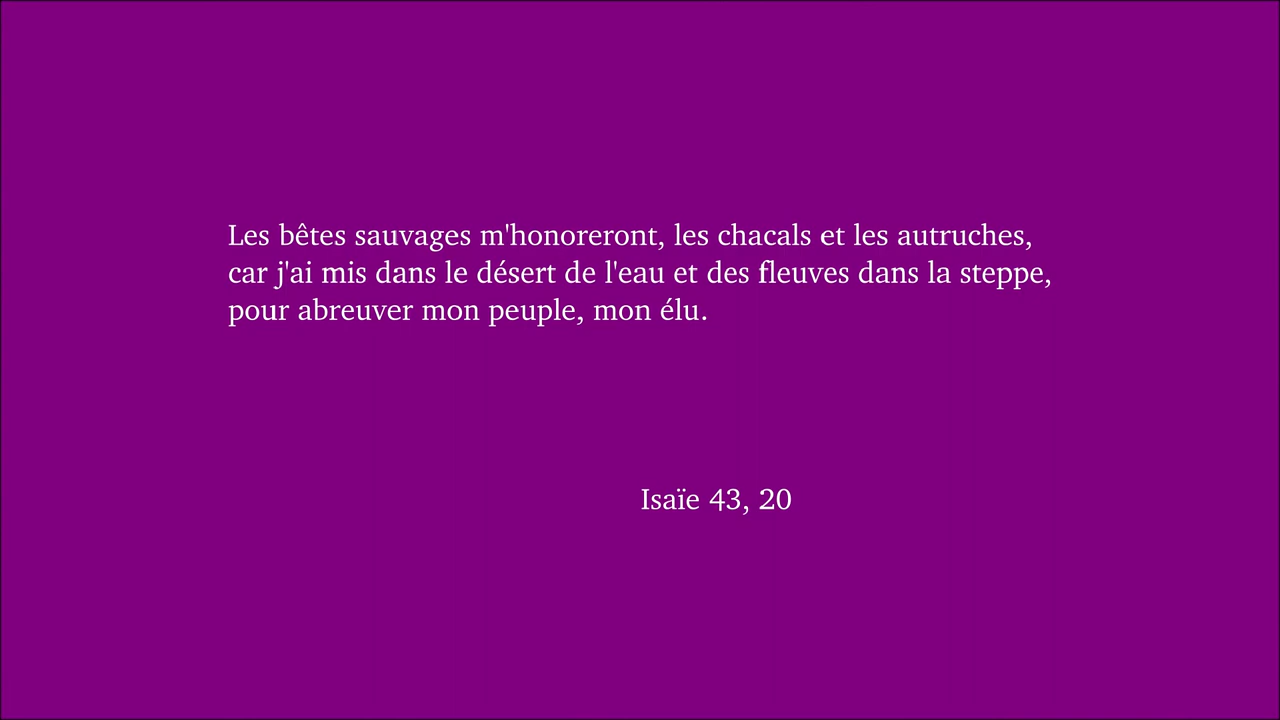 Les bêtes sauvages m'honoreront, les chacals et les autruches,
car j'ai mis dans le désert de l'eau et des fleuves dans la steppe,
pour abreuver mon peuple, mon élu.
Isaïe 43, 20